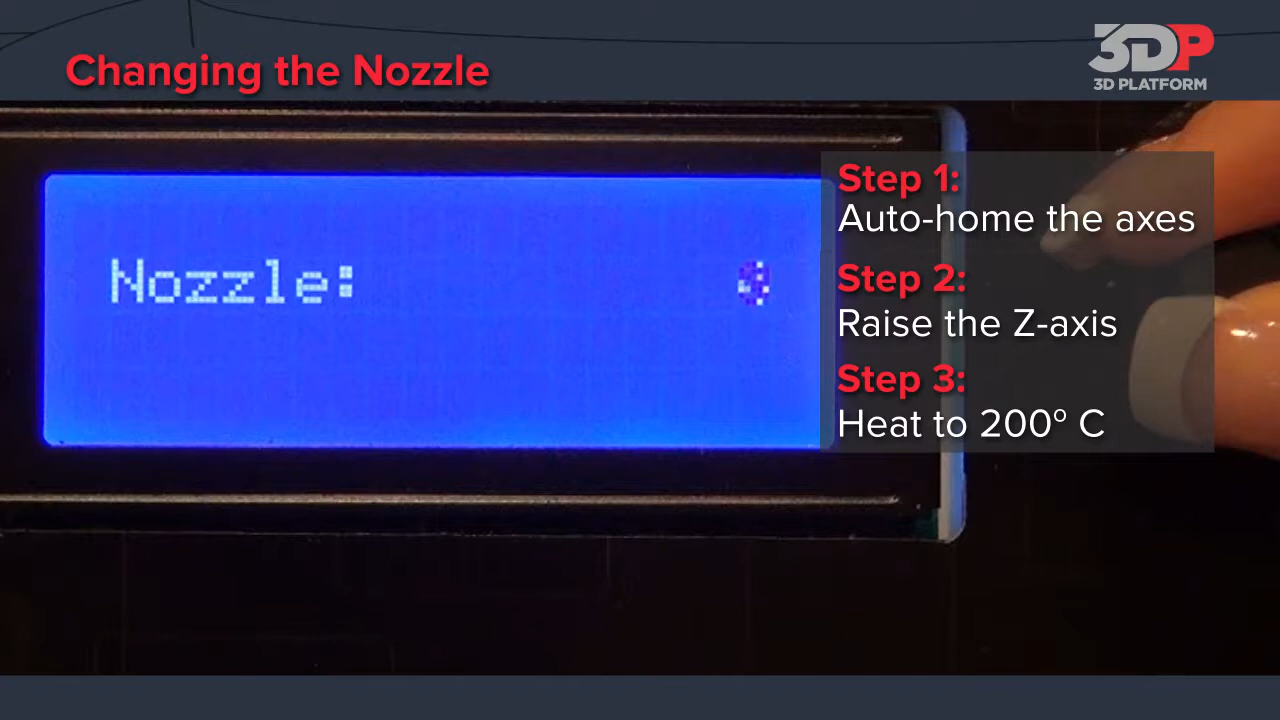 Changing the Nozzle
3DP
3D PLATFORM
Step 1:
Auto-home the axes
Step 2:
Raise the Z-axis
Step 3:
Heat to 200º C
Nozzle: